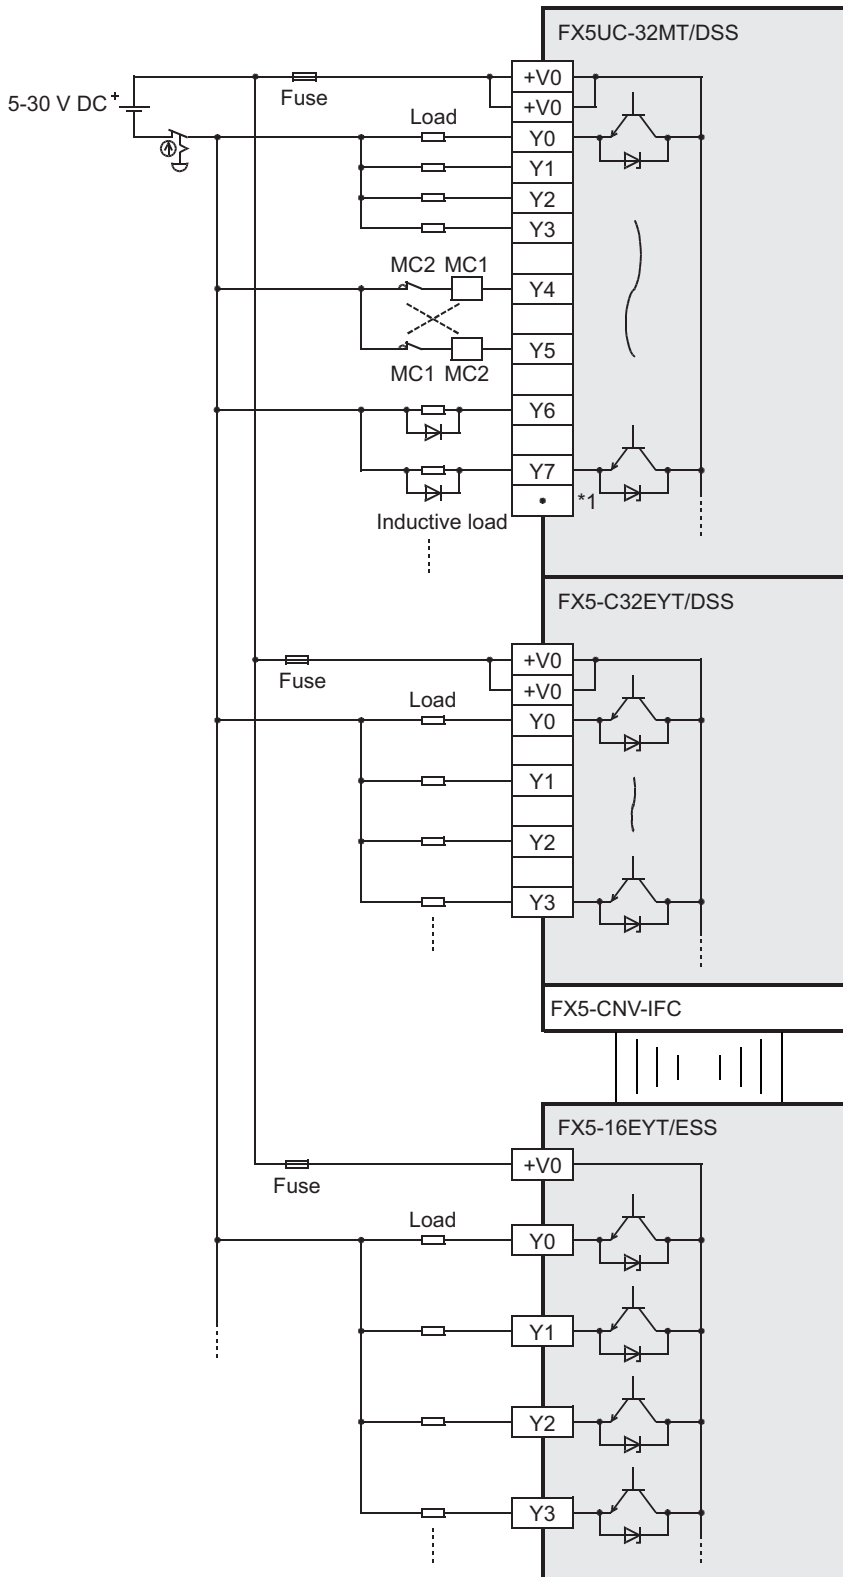 FX5UC-32MT/DSS
5-30 V DC +
Fuse
+V0
+V0
Load
Y0
Y1
Y2
Y3
MC2 MC1
Y4
Y5
MC1 MC2
Y6
Y7
*1
Inductive load
FX5-C32EYT/DSS
+V0
Fuse
+V0
Load
Y0
Y1
Y2
Y3
FX5-CNV-IFC
FX5-16EYT/ESS
+V0
Fuse
Load
Y0
Y1
Y2
Y3